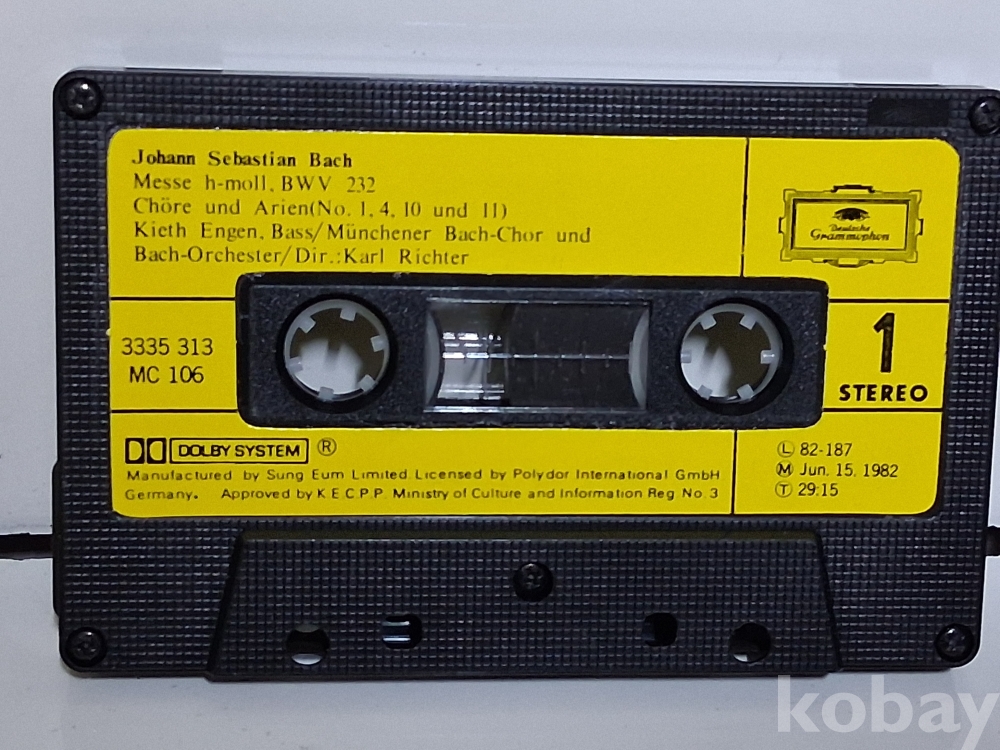 Johann Sebastian Bach
Messe h-moll, BWV 232
Chöre und Arien(No. 1, 4, 10 und 11)
Kieth Engen, Bass/Münchener Bach-Chor und
Bach-Orchester/Dir.:Karl Richter
Deutsche
Grammophon
3335 313
MC 106
1
STEREO
DOLBY SYSTEM ®
Manufactured by Sung Eum Limited. Licensed by Polydor International GmbH
Germany. Approved by K.E.C.P.P. Ministry of Culture and Information Reg. No. 3
Ⓛ 82-187
Ⓜ Jun. 15. 1982
Ⓣ 29:15
kobay